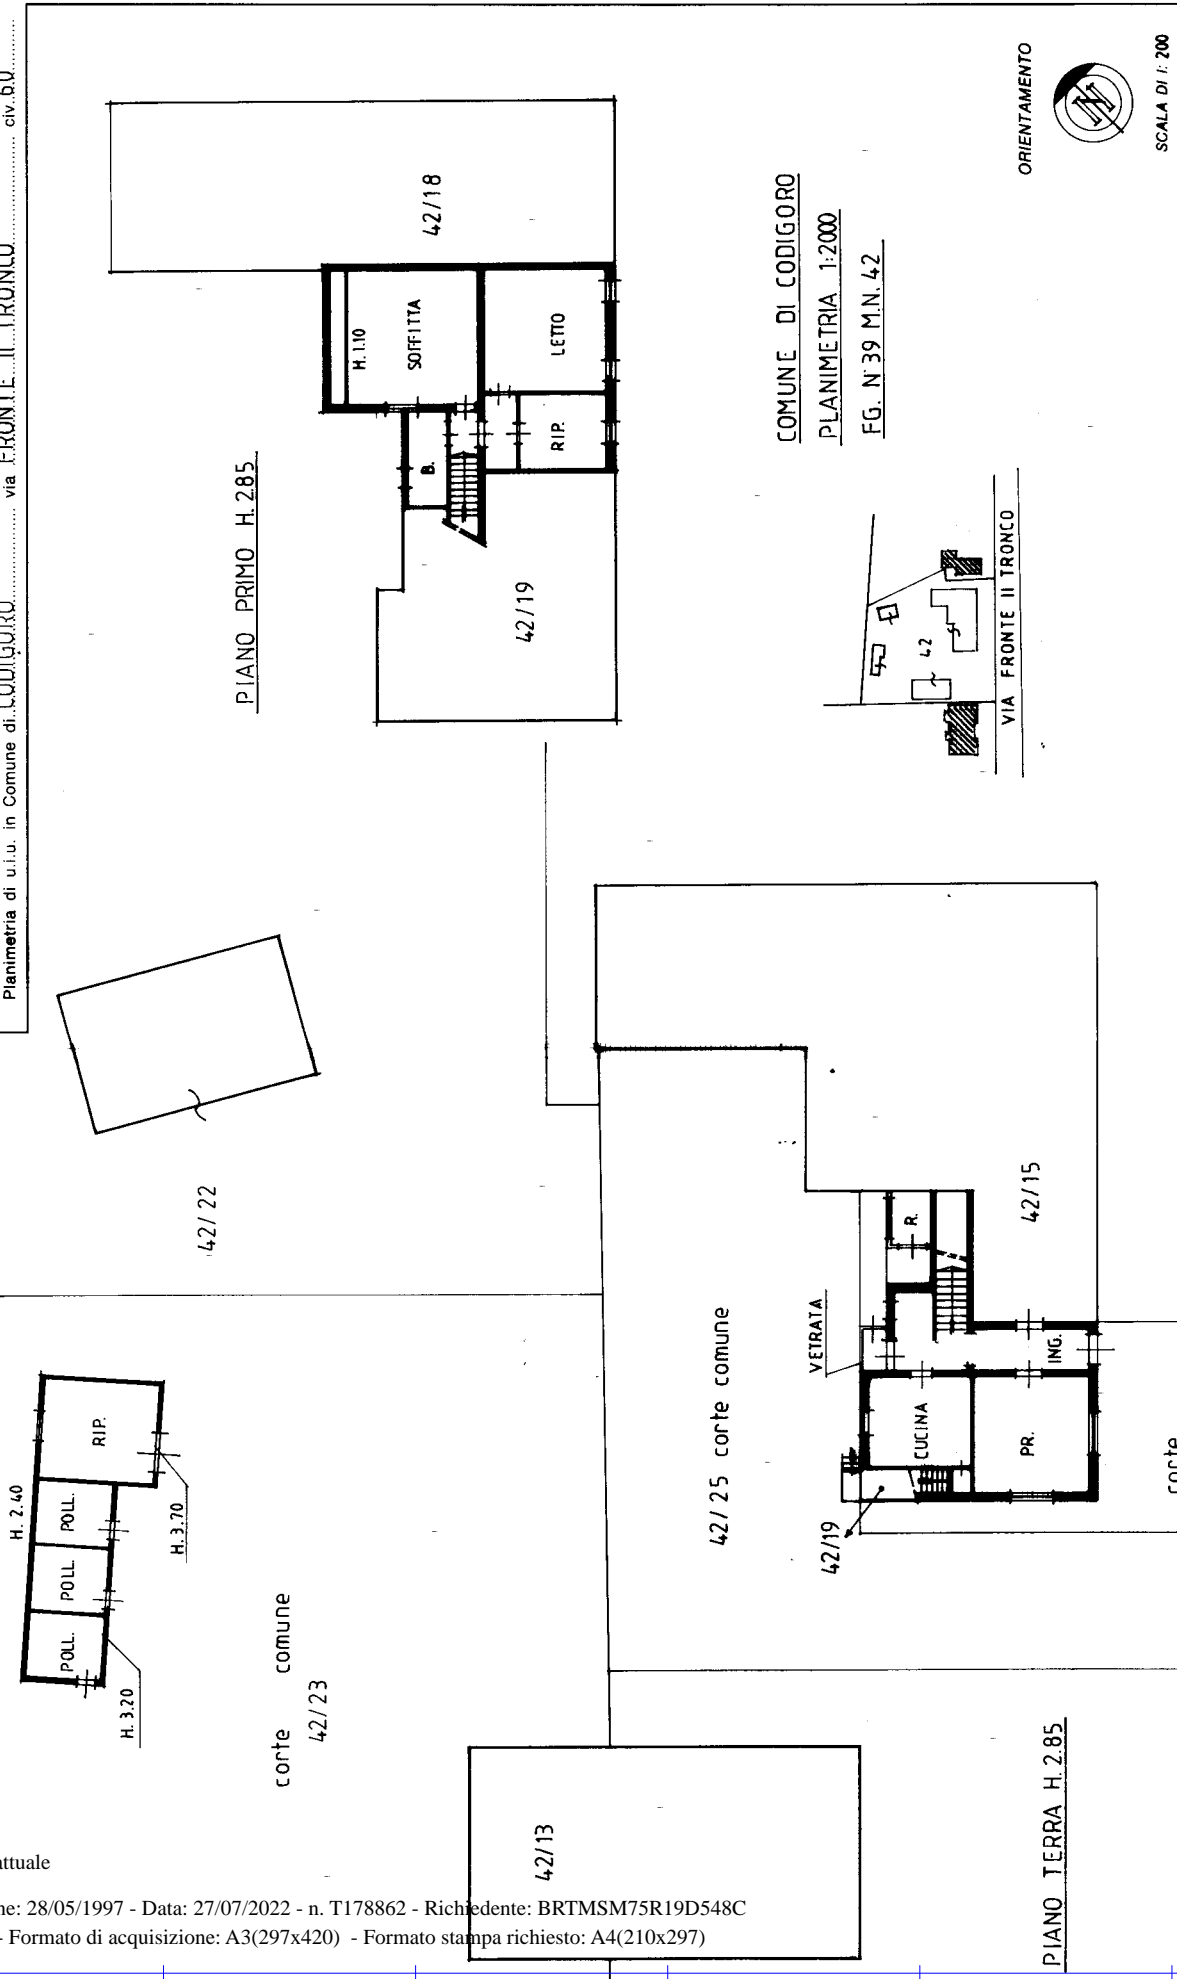 Planimetria di u.i.u. in Comune di CODIGORO via FRONTE II TRONCO civ. 60
PIANO PRIMO H. 2.85
42/18
H. 1.10
SOFFITTA
LETTO
B.
RIP.
42/19
ORIENTAMENTO
N
SCALA DI 1: 200
COMUNE DI CODIGORO
PLANIMETRIA 1:2000
FG. N°39 M.N. 42
42
VIA FRONTE II TRONCO
42/22
H. 2.40
RIP.
POLL.
POLL.
POLL.
H. 3.70
H. 3.20
corte comune
42/23
42/25 corte comune
VETRATA
R.
42/15
ING.
CUCINA
PR.
42/19
corte
42/13
PIANO TERRA H. 2.85
attuale
ne: 28/05/1997 - Data: 27/07/2022 - n. T178862 - Richiedente: BRTMSM75R19D548C
- Formato di acquisizione: A3(297x420) - Formato stampa richiesto: A4(210x297)